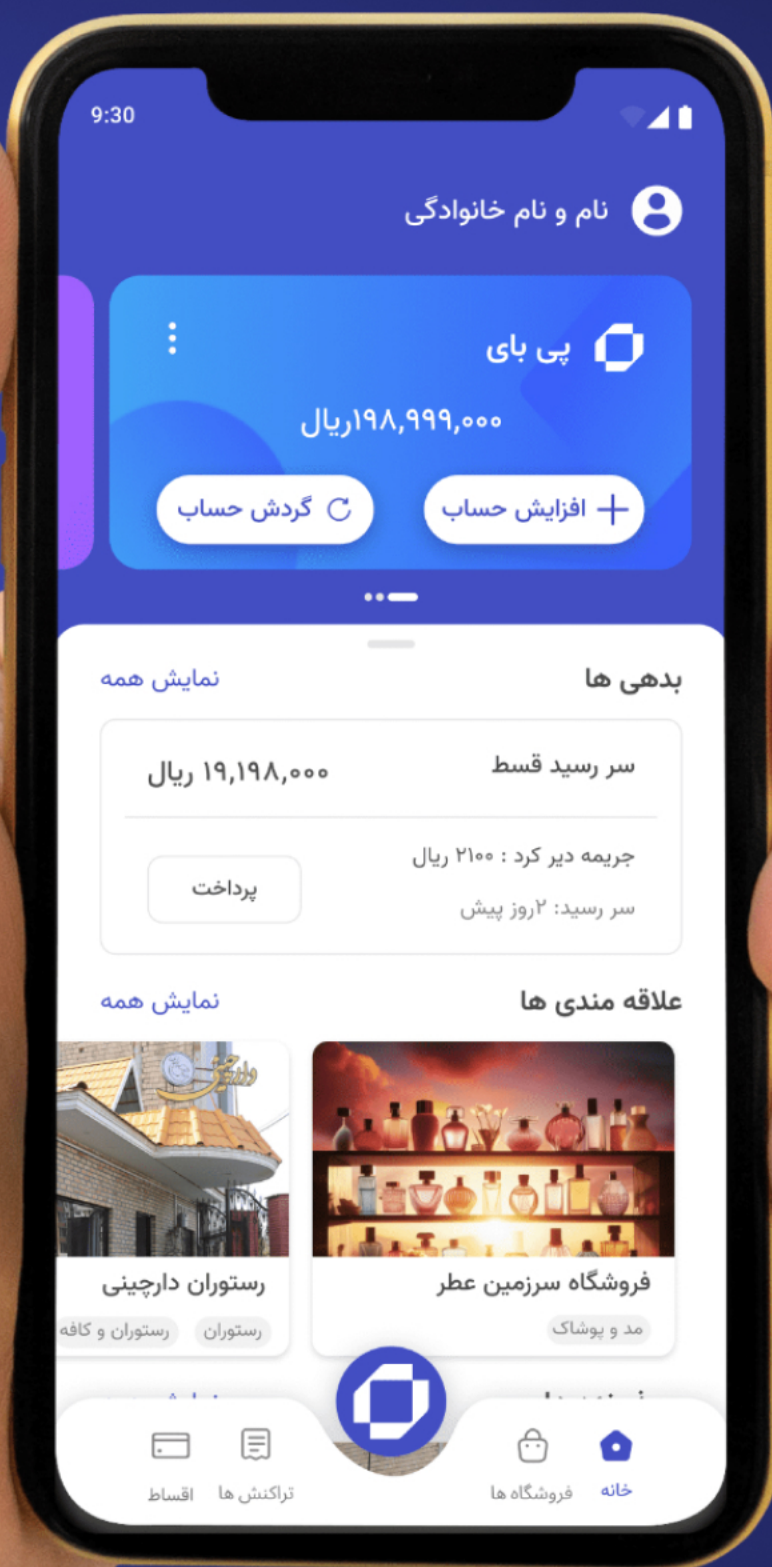 9:30
نام و نام خانوادگی
پی بای
۱۹۸,۹۹۹,۰۰۰ریال
افزایش حساب
گردش حساب
بدهی ها
نمایش همه
سر رسید قسط
۱۹,۱۹۸,۰۰۰ ریال
جریمه دیر کرد : ۲۱۰۰ ریال
سر رسید: ۲روز پیش
پرداخت
علاقه مندی ها
نمایش همه
دارچینی
فروشگاه سرزمین عطر
رستوران دارچینی
مد و پوشاک
رستوران
رستوران و کافه
خانه
فروشگاه ها
تراکنش ها
اقساط